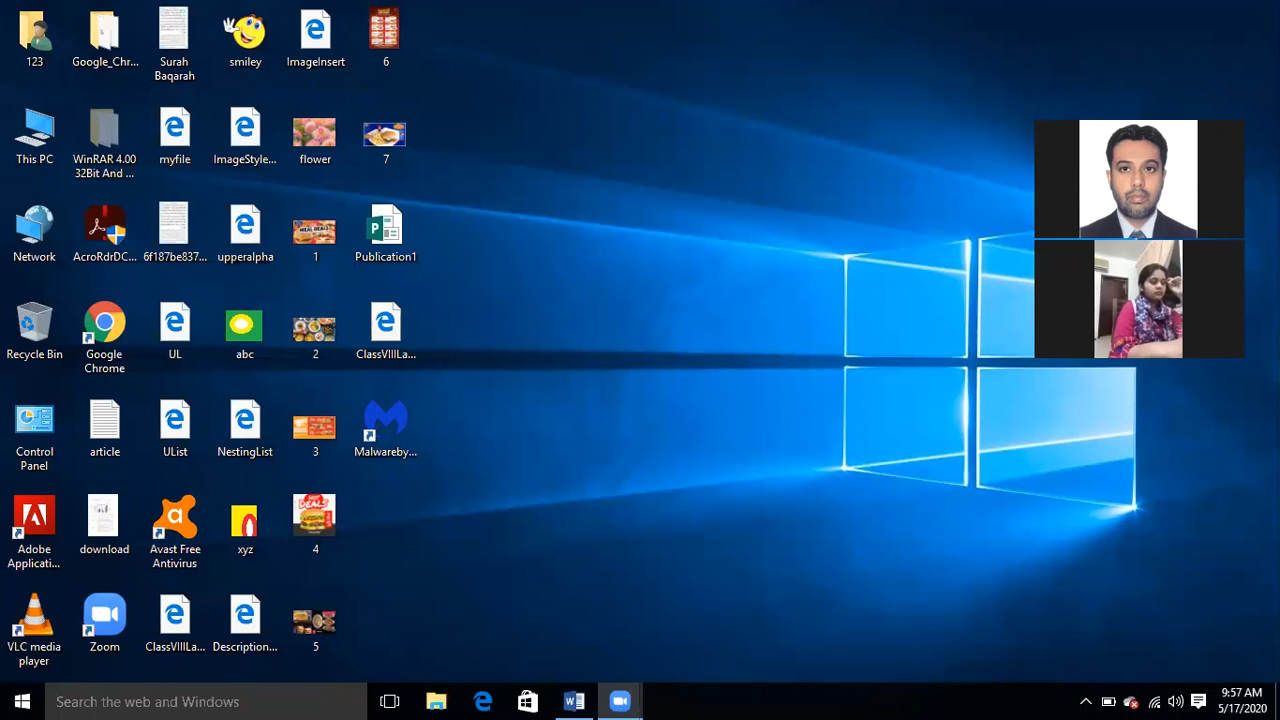 123
Google_Chr...
Surah
Baqarah
smiley
ImageInsert
6
This PC
WinRAR 4.00
32Bit And ...
myfile
ImageStyle...
flower
7
Network
AcroRdrDC...
6f187be837...
upperalpha
MEAL DEALS
1
Publication1
Recycle Bin
Google
Chrome
UL
abc
2
ClassVIIILa...
Control
Panel
article
UList
NestingList
3
Malwareby...
Adobe
Applicati...
download
Avast Free
Antivirus
xyz
DEALS
4
VLC media
player
Zoom
ClassVIIILa...
Description...
5
Search the web and Windows
9:57 AM
5/17/2020